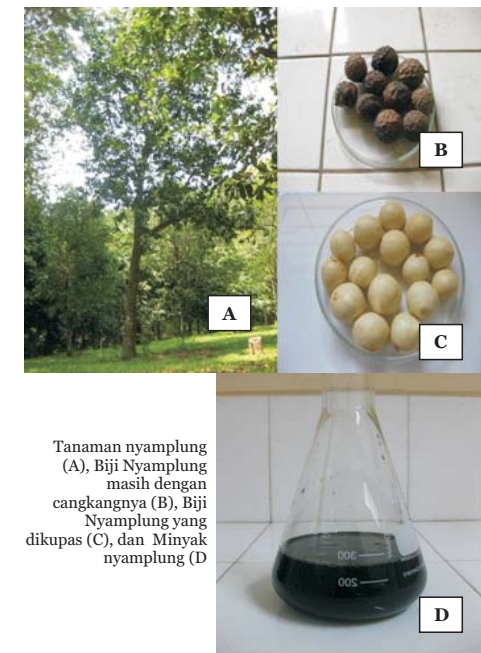 A
B
C
Tanaman nyamplung
(A), Biji Nyamplung
masih dengan
cangkangnya (B), Biji
Nyamplung yang
dikupas (C), dan Minyak
nyamplung (D
300
200
D